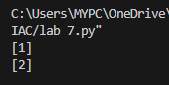 C:\Users\MYPC\OneDrive\
IAC/lab 7.py"
[1]
[2]